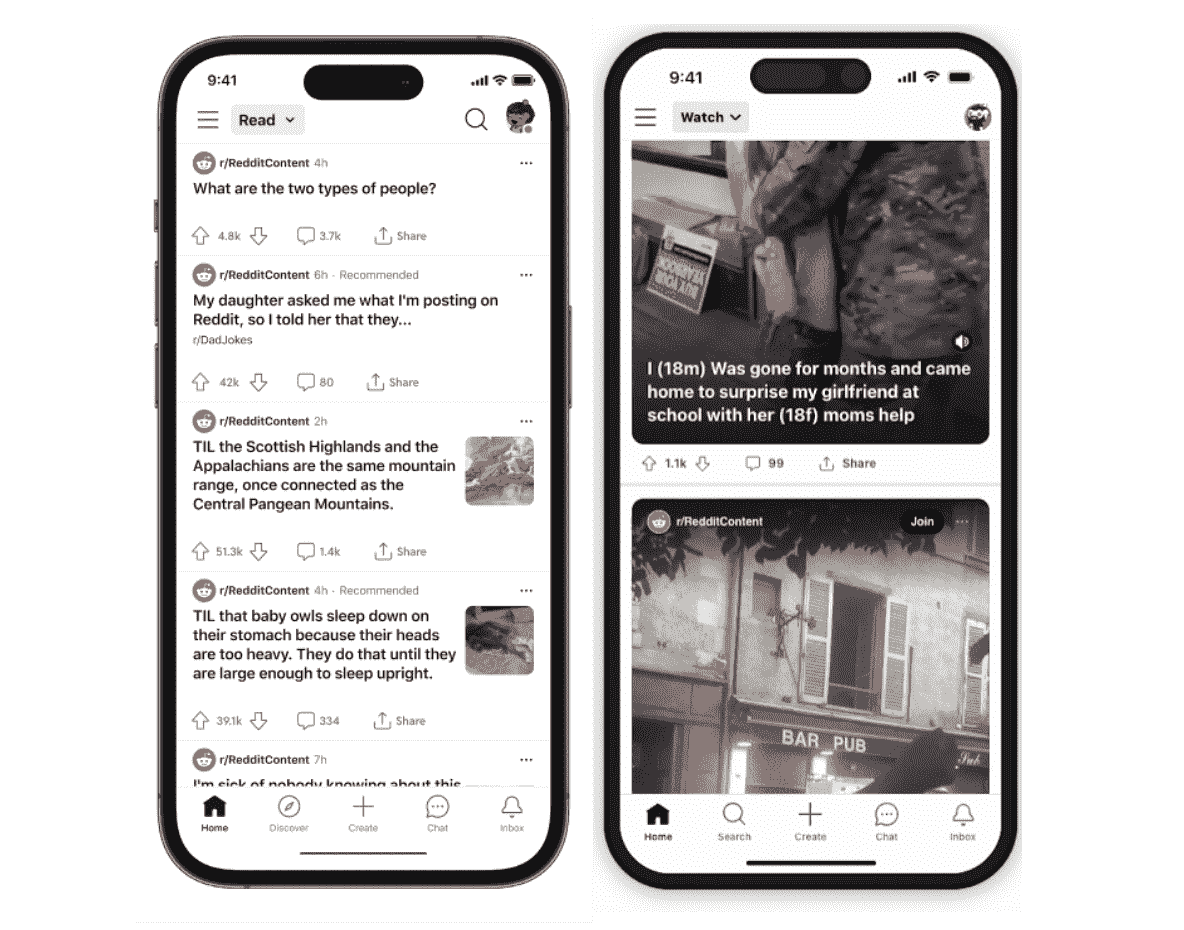 9:41
Read
r/RedditContent 4h
What are the two types of people?
4.8k
3.7k
Share
r/RedditContent 6h · Recommended
My daughter asked me what I'm posting on
Reddit, so I told her that they...
r/DadJokes
42k
80
Share
r/RedditContent 2h
TIL the Scottish Highlands and the
Appalachians are the same mountain
range, once connected as the
Central Pangean Mountains.
51.3k
1.4k
Share
r/RedditContent 4h · Recommended
TIL that baby owls sleep down on
their stomach because their heads
are too heavy. They do that until they
are large enough to sleep upright.
39.1k
334
Share
r/RedditContent 7h
I'm sick of nobody knowing about this
Home
Discover
Create
Chat
Inbox
9:41
Watch
I (18m) Was gone for months and came
home to surprise my girlfriend at
school with her (18f) moms help
1.1k
99
Share
r/RedditContent
Join
BAR PUB
Pub
Home
Search
Create
Chat
Inbox